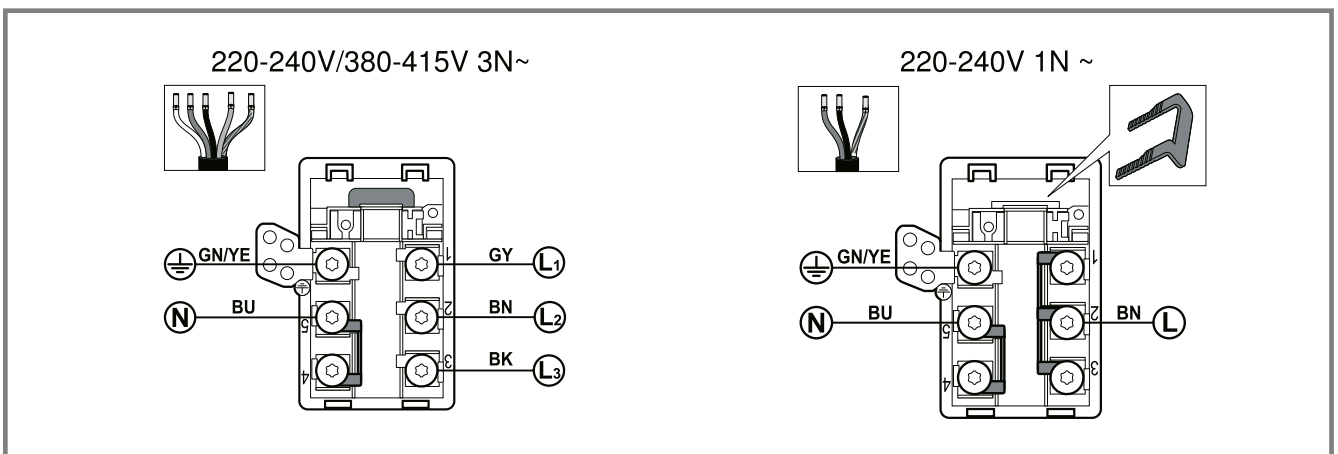 220-240V/380-415V 3N~
GN/YE
1
GY
L1
N
BU
5
2
BN
L2
4
3
BK
L3
220-240V 1N ~
GN/YE
1
N
BU
5
2
BN
L
4
3